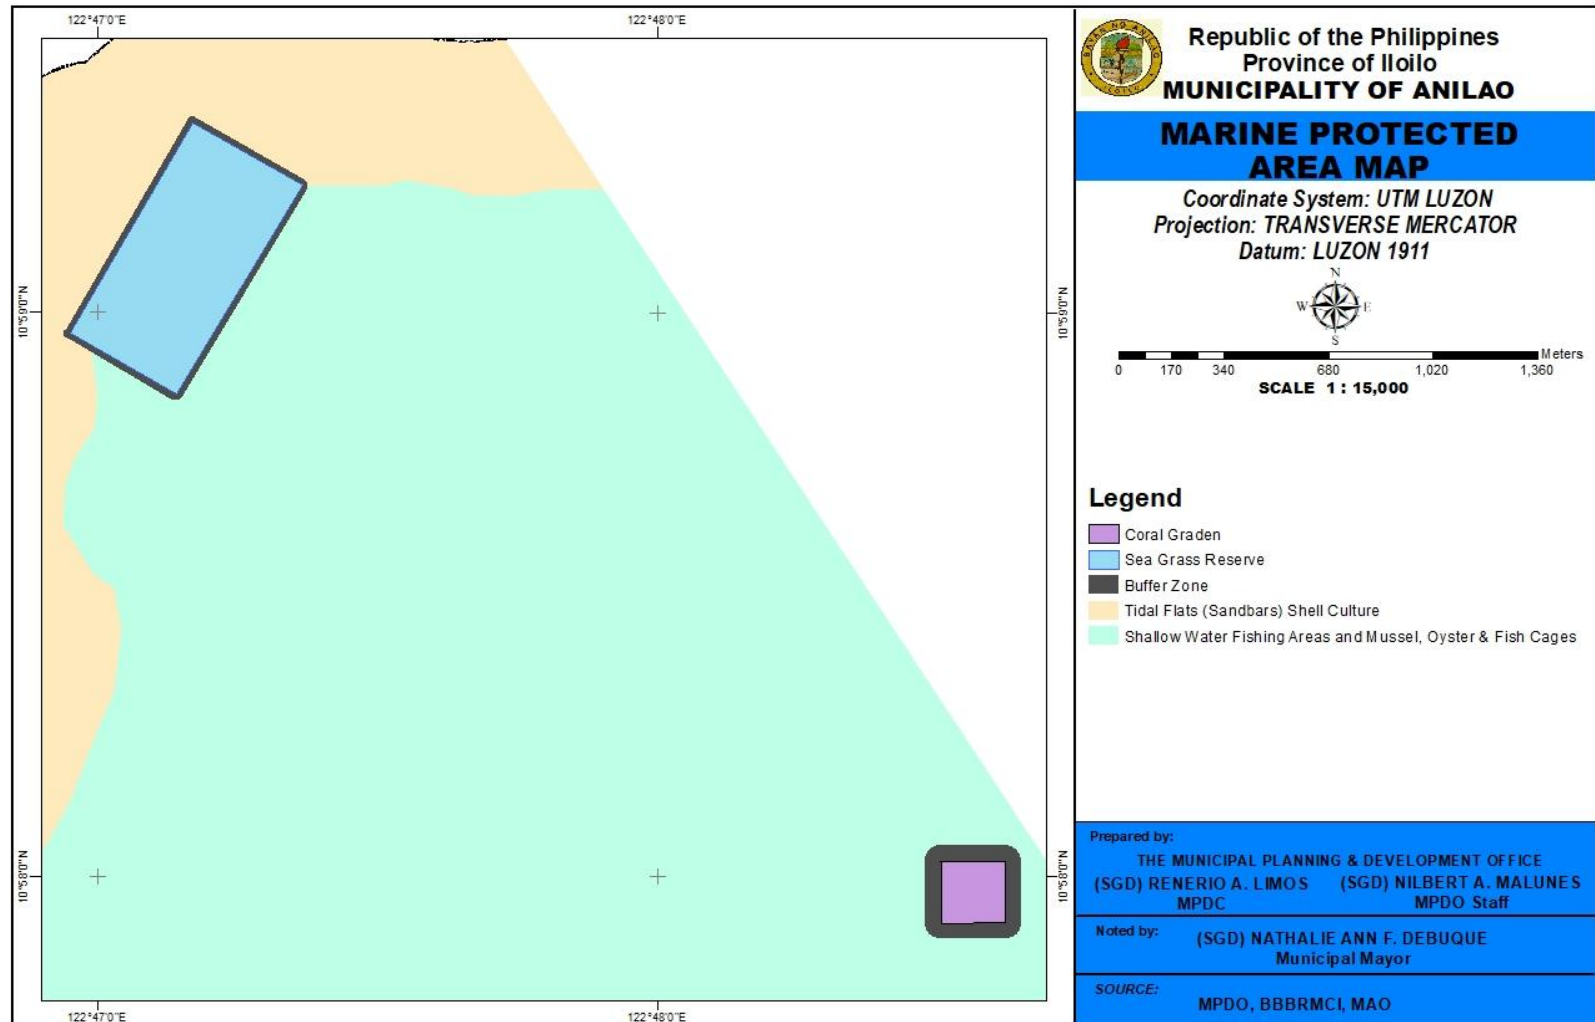 122°47'0"E
122°48'0"E
10°59'0"N
10°59'0"N
10°58'0"N
10°58'0"N
122°47'0"E
122°48'0"E
BAYAN NG ANILAO
ILOILO
Republic of the Philippines
Province of Iloilo
MUNICIPALITY OF ANILAO
MARINE PROTECTED
AREA MAP
Coordinate System: UTM LUZON
Projection: TRANSVERSE MERCATOR
Datum: LUZON 1911
N
W E
S
Meters
0 170 340 680 1,020 1,360
SCALE 1 : 15,000
Legend
Coral Graden
Sea Grass Reserve
Buffer Zone
Tidal Flats (Sandbars) Shell Culture
Shallow Water Fishing Areas and Mussel, Oyster & Fish Cages
Prepared by:
THE MUNICIPAL PLANNING & DEVELOPMENT OFFICE
(SGD) RENERIO A. LIMOS (SGD) NILBERT A. MALUNES
MPDC MPDO Staff
Noted by: (SGD) NATHALIE ANN F. DEBUQUE
Municipal Mayor
SOURCE:
MPDO, BBBRMCI, MAO